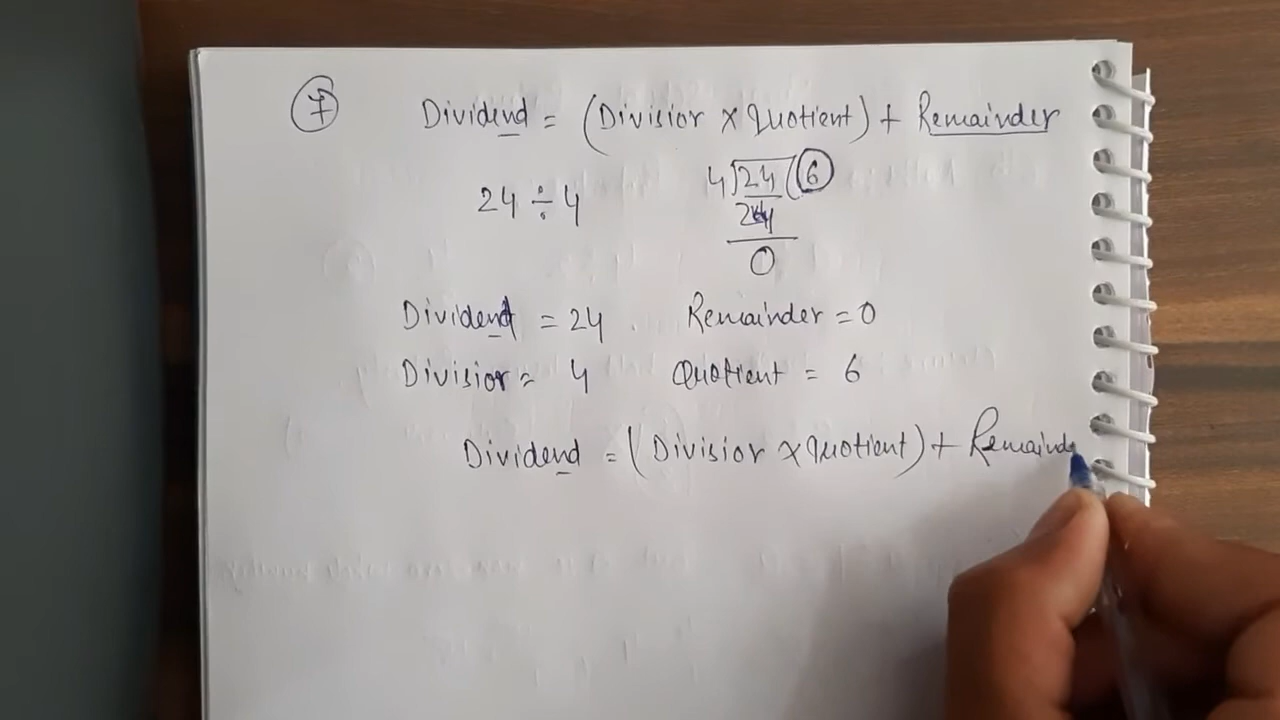 7 Dividend = (Divisior × Quotient) + Remainder
24 ÷ 4
4)24(6
24
0
Dividend = 24 Remainder = 0
Divisior = 4 Quotient = 6
Dividend = (Divisior × Quotient) + Remainde